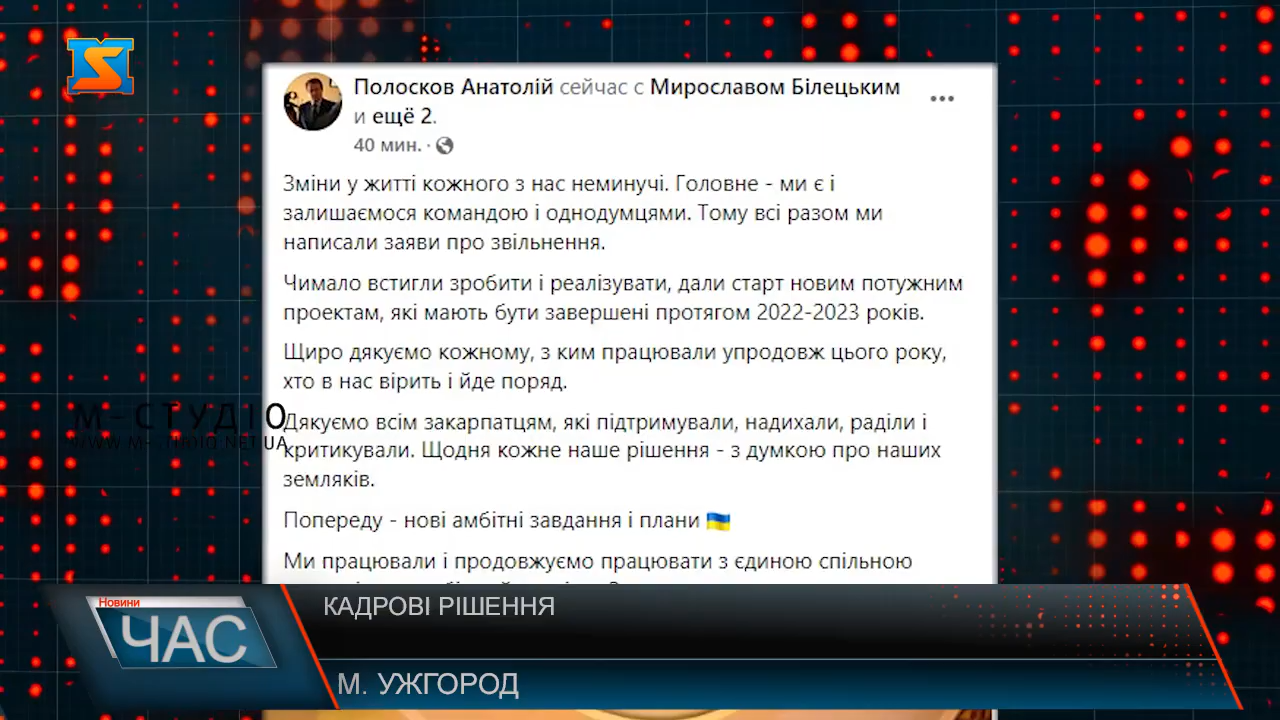 Полосков Анатолій сейчас с Мирославом Білецьким
и ещё 2.
40 мин. ·
Зміни у житті кожного з нас неминучі. Головне - ми є і
залишаємося командою і однодумцями. Тому всі разом ми
написали заяви про звільнення.
Чимало встигли зробити і реалізувати, дали старт новим потужним
проектам, які мають бути завершені протягом 2022-2023 років.
Щиро дякуємо кожному, з ким працювали упродовж цього року,
хто в нас вірить і йде поряд.
М-СТУДІО
Дякуємо всім закарпатцям, які підтримували, надихали, раділи і
критикували. Щодня кожне наше рішення - з думкою про наших
земляків.
Попереду - нові амбітні завдання і плани
Ми працювали і продовжуємо працювати з єдиною спільною
Новини
ЧАС
КАДРОВІ РІШЕННЯ
М. УЖГОРОД